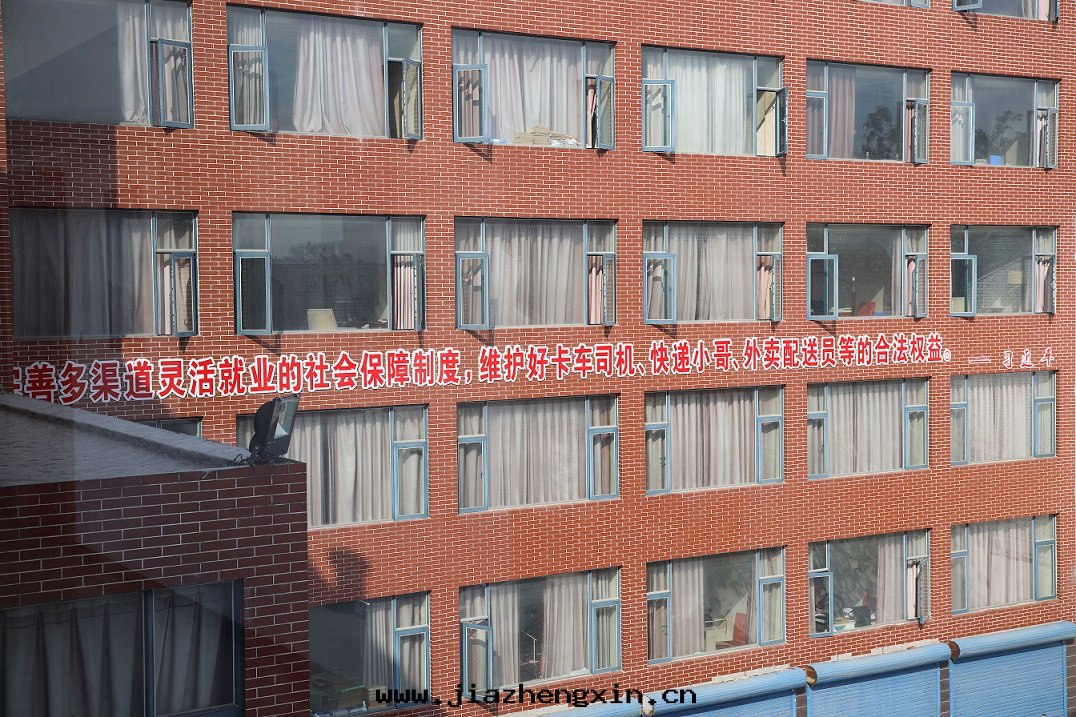 善多渠道灵活就业的社会保障制度,维护好卡车司机、快递小哥、外卖配送员等的合法权益。——习近平
www.jiazhengxin.cn